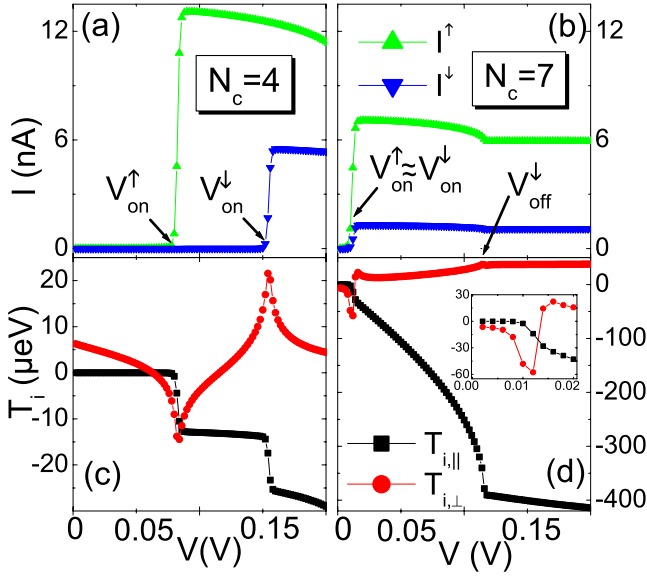 (a)
N_c=4
V_on^↑
V_on^↓
I (nA)
12
6
0
(b)
I^↑
I^↓
N_c=7
V_on^↑≈V_on^↓
V_off^↓
12
6
0
T_i (μeV)
20
10
0
-10
-20
(c)
0
0.05
0.15
V(V)
30
0
-30
-60
0.00
0.01
0.02
T_i,||
T_i,⊥
(d)
0
-100
-200
-300
-400
0
0.05
0.15
V (V)